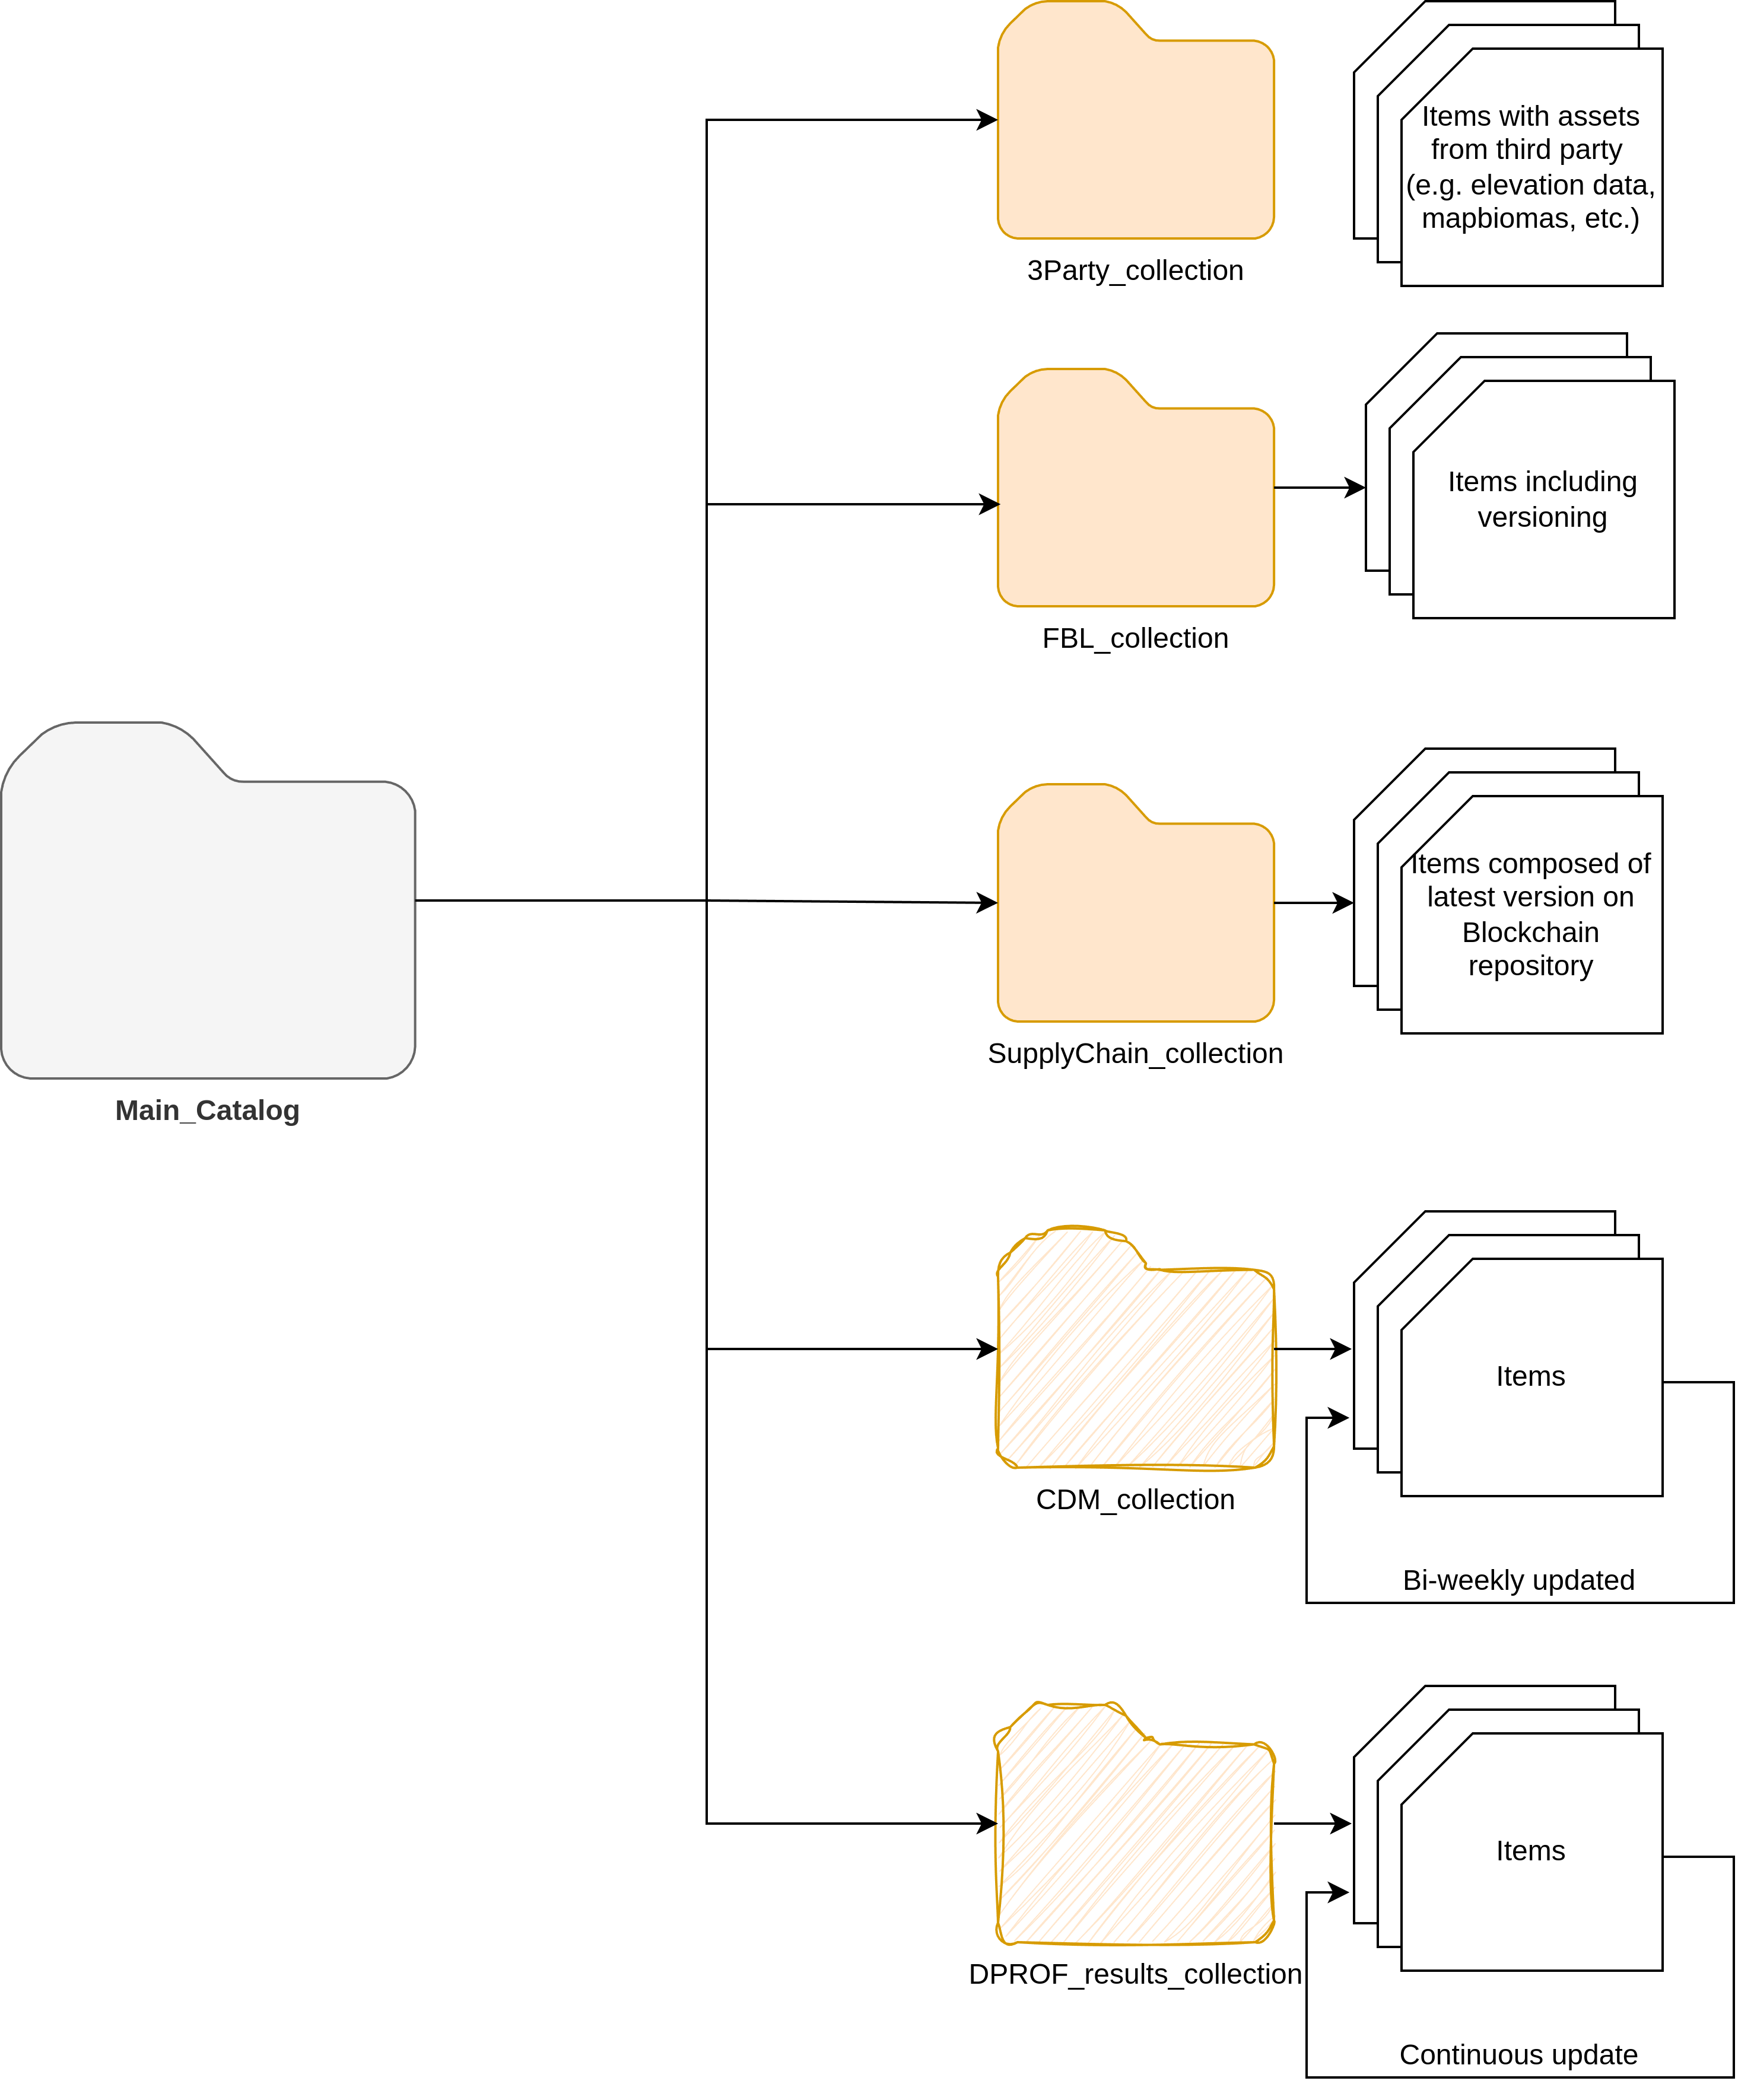 Items with assets
from third party
(e.g. elevation data,
mapbiomas, etc.)
3Party_collection
Items including
versioning
FBL_collection
Items composed of
latest version on
Blockchain
repository
SupplyChain_collection
Main_Catalog
Items
CDM_collection
Bi-weekly updated
Items
DPROF_results_collection
Continuous update